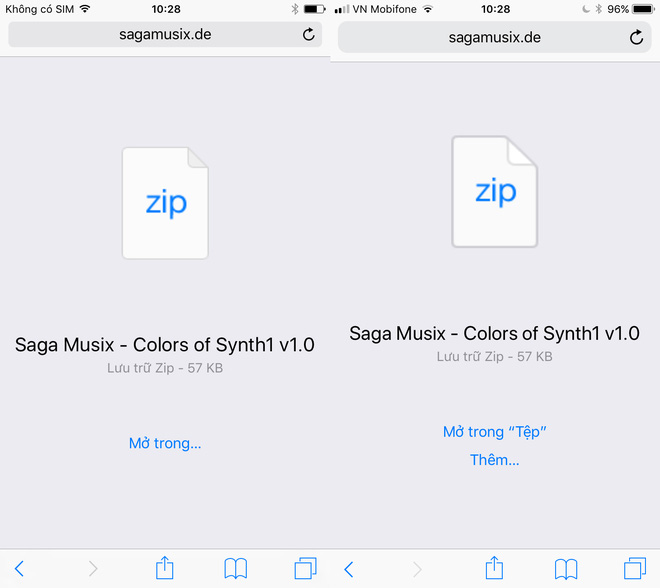 Không có SIM 10:28
sagamusix.de
zip
Saga Musix - Colors of Synth1 v1.0
Lưu trữ Zip - 57 KB
Mở trong...
VN Mobifone 10:28 96%
sagamusix.de
zip
Saga Musix - Colors of Synth1 v1.0
Lưu trữ Zip - 57 KB
Mở trong “Tệp”
Thêm...